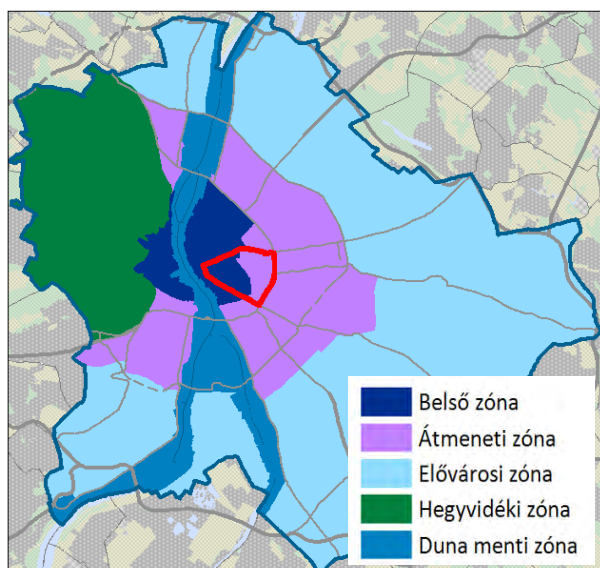 Belső zóna
Átmeneti zóna
Elővárosi zóna
Hegyvidéki zóna
Duna menti zóna